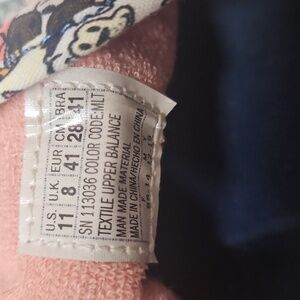 U.S. U.K. EUR CM BRA
11 8 41 28 41
SN 113036 COLOR CODE:MLT
TEXTILE UPPER BALANCE
MAN MADE MATERIAL
MADE IN CHINA/HECHO EN CHINA